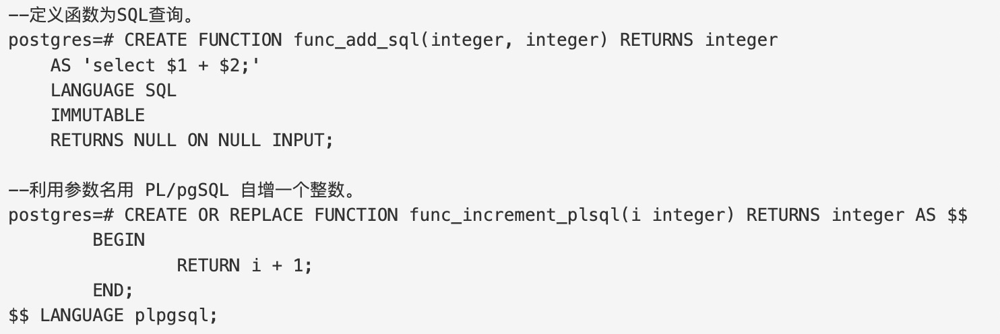 --定义函数为SQL查询。
postgres=# CREATE FUNCTION func_add_sql(integer, integer) RETURNS integer
    AS 'select $1 + $2;'
    LANGUAGE SQL
    IMMUTABLE
    RETURNS NULL ON NULL INPUT;

--利用参数名用 PL/pgSQL 自增一个整数。
postgres=# CREATE OR REPLACE FUNCTION func_increment_plsql(i integer) RETURNS integer AS $$
        BEGIN
                RETURN i + 1;
        END;
$$ LANGUAGE plpgsql;